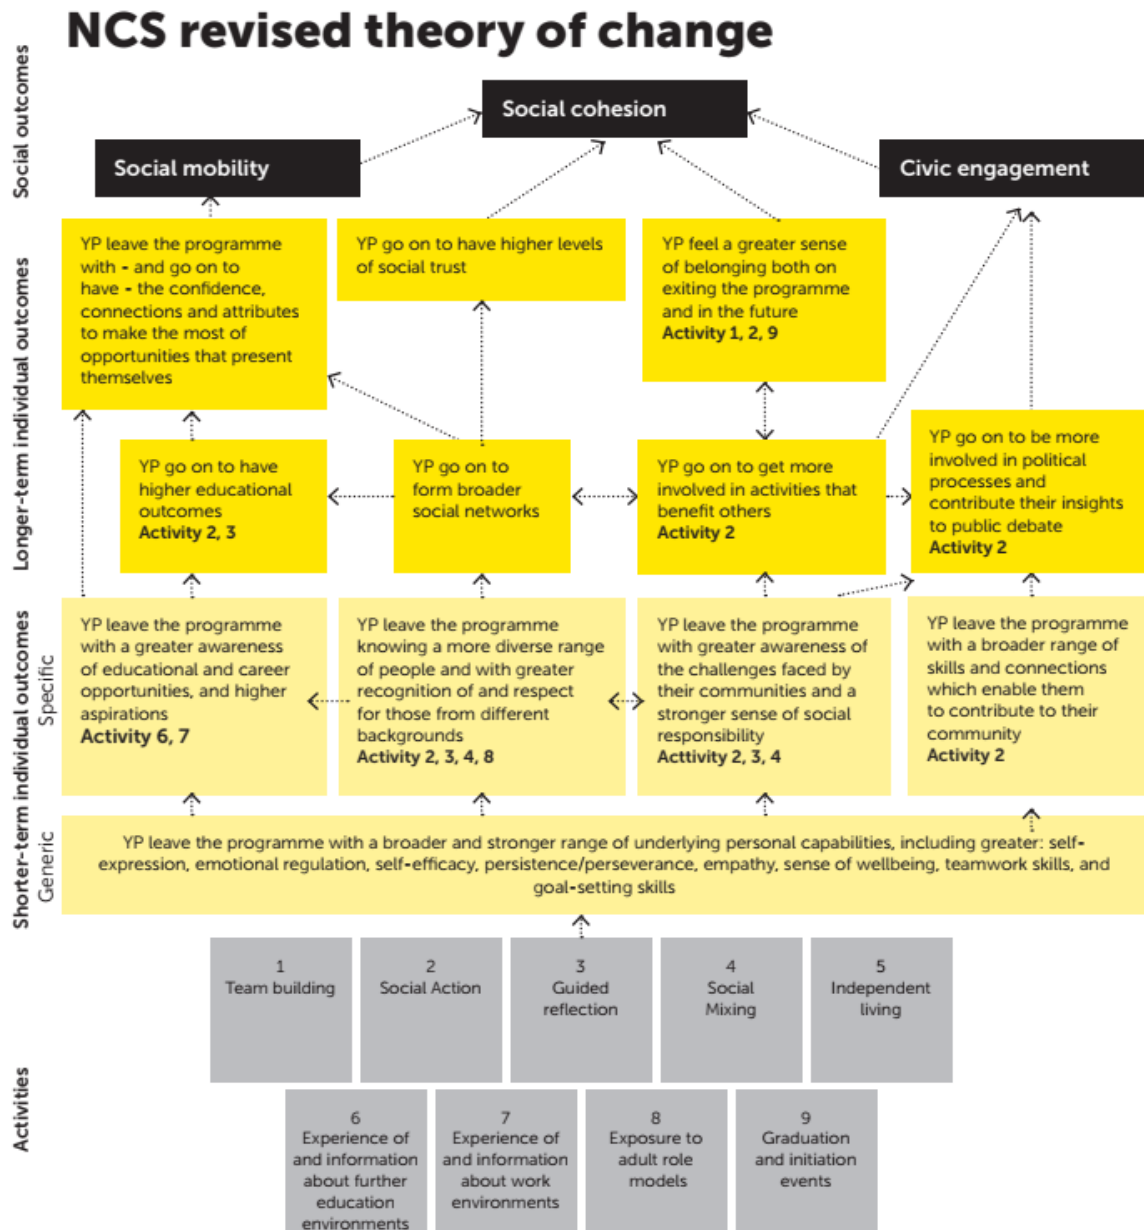 NCS revised theory of change
Social outcomes
Social cohesion
Social mobility
Civic engagement
Longer-term individual outcomes
YP leave the programme
with - and go on to
have - the confidence,
connections and attributes
to make the most of
opportunities that present
themselves
YP go on to have higher levels
of social trust
YP feel a greater sense
of belonging both on
exiting the programme
and in the future
Activity 1, 2, 9
YP go on to have
higher educational
outcomes
Activity 2, 3
YP go on to
form broader
social networks
YP go on to get more
involved in activities that
benefit others
Activity 2
YP go on to be more
involved in political
processes and
contribute their insights
to public debate
Activity 2
Shorter-term individual outcomes
Specific
YP leave the programme
with a greater awareness
of educational and career
opportunities, and higher
aspirations
Activity 6, 7
YP leave the programme
knowing a more diverse range
of people and with greater
recognition of and respect
for those from different
backgrounds
Activity 2, 3, 4, 8
YP leave the programme
with greater awareness of
the challenges faced by
their communities and a
stronger sense of social
responsibility
Acttivity 2, 3, 4
YP leave the programme
with a broader range of
skills and connections
which enable them
to contribute to their
community
Activity 2
Generic
YP leave the programme with a broader and stronger range of underlying personal capabilities, including greater: self-
expression, emotional regulation, self-efficacy, persistence/perseverance, empathy, sense of wellbeing, teamwork skills, and
goal-setting skills
Activities
1
Team building
2
Social Action
3
Guided
reflection
4
Social
Mixing
5
Independent
living
6
Experience of
and information
about further
education
environments
7
Experience of
and information
about work
environments
8
Exposure to
adult role
models
9
Graduation
and initiation
events